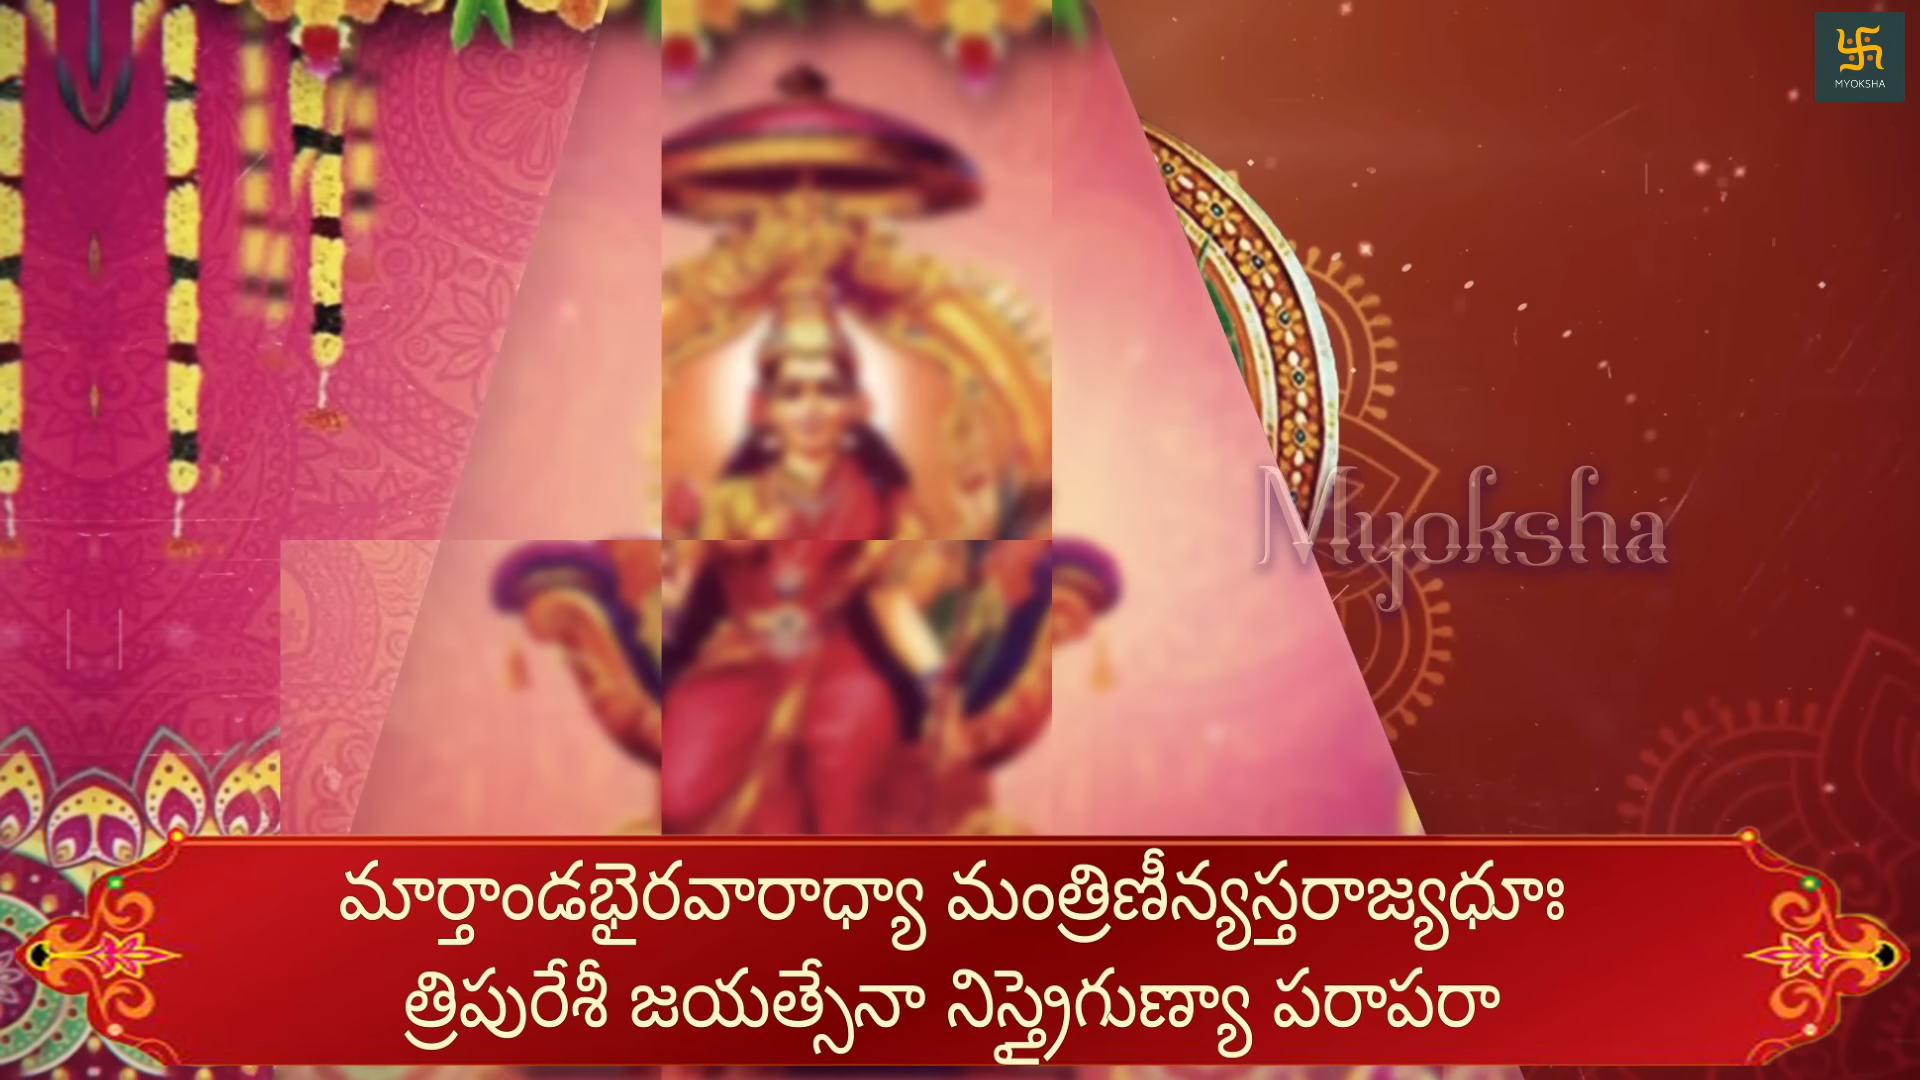 MYOKSHA
Myoksha
మార్తాండభైరవారాధ్యా మంత్రిణీన్యస్తరాజ్యధూః
త్రిపురేశీ జయత్సేనా నిస్త్రైగుణ్యా పరాపరా